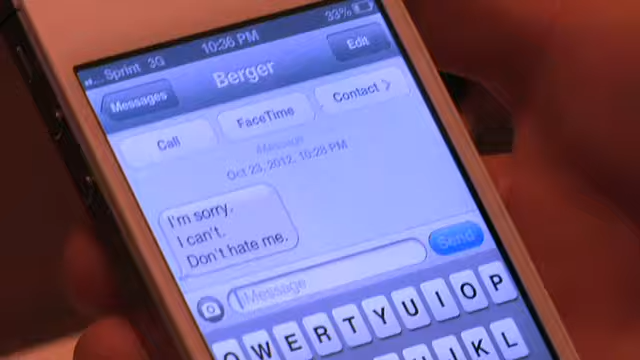 Sprint 3G 10:36 PM 33%
Messages Berger Edit
Call FaceTime Contact
iMessage
Oct 23, 2012, 10:28 PM
I'm sorry.
I can't.
Don't hate me.
Message Send
Q W E R T Y U I O P
J K L